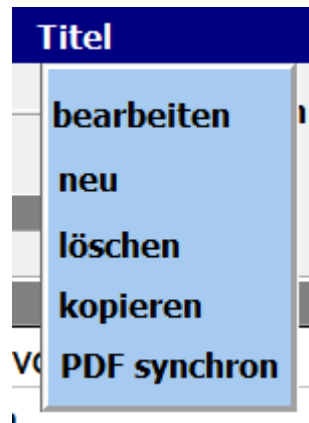 Titel
bearbeiten
neu
löschen
kopieren
PDF synchron